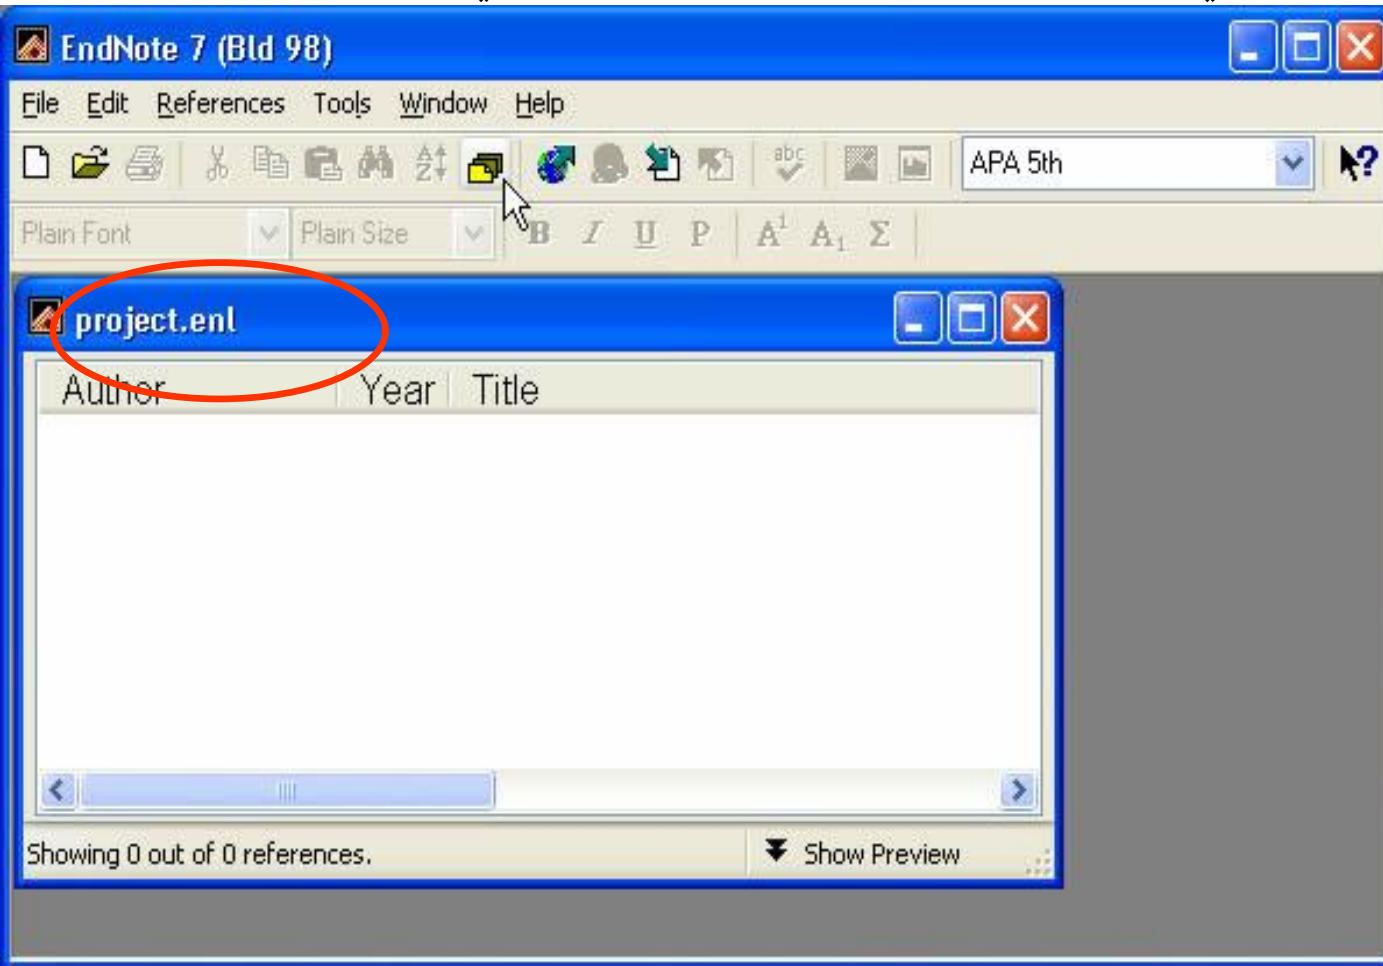 EndNote 7 (Bld 98)
File Edit References Tools Window Help
abc APA 5th
Plain Font Plain Size B I U P A¹ A₁ Σ
project.enl
Author Year Title
Showing 0 out of 0 references. Show Preview